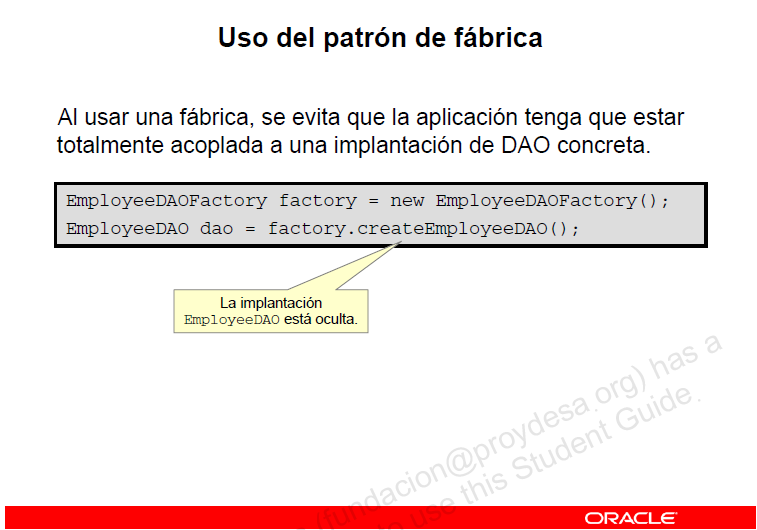 Uso del patrón de fábrica
Al usar una fábrica, se evita que la aplicación tenga que estar
totalmente acoplada a una implantación de DAO concreta.
EmployeeDAOFactory factory = new EmployeeDAOFactory();
EmployeeDAO dao = factory.createEmployeeDAO();
La implantación
EmployeeDAO está oculta.
(fundacion@proydesa.org) has a
to use this Student Guide.
ORACLE